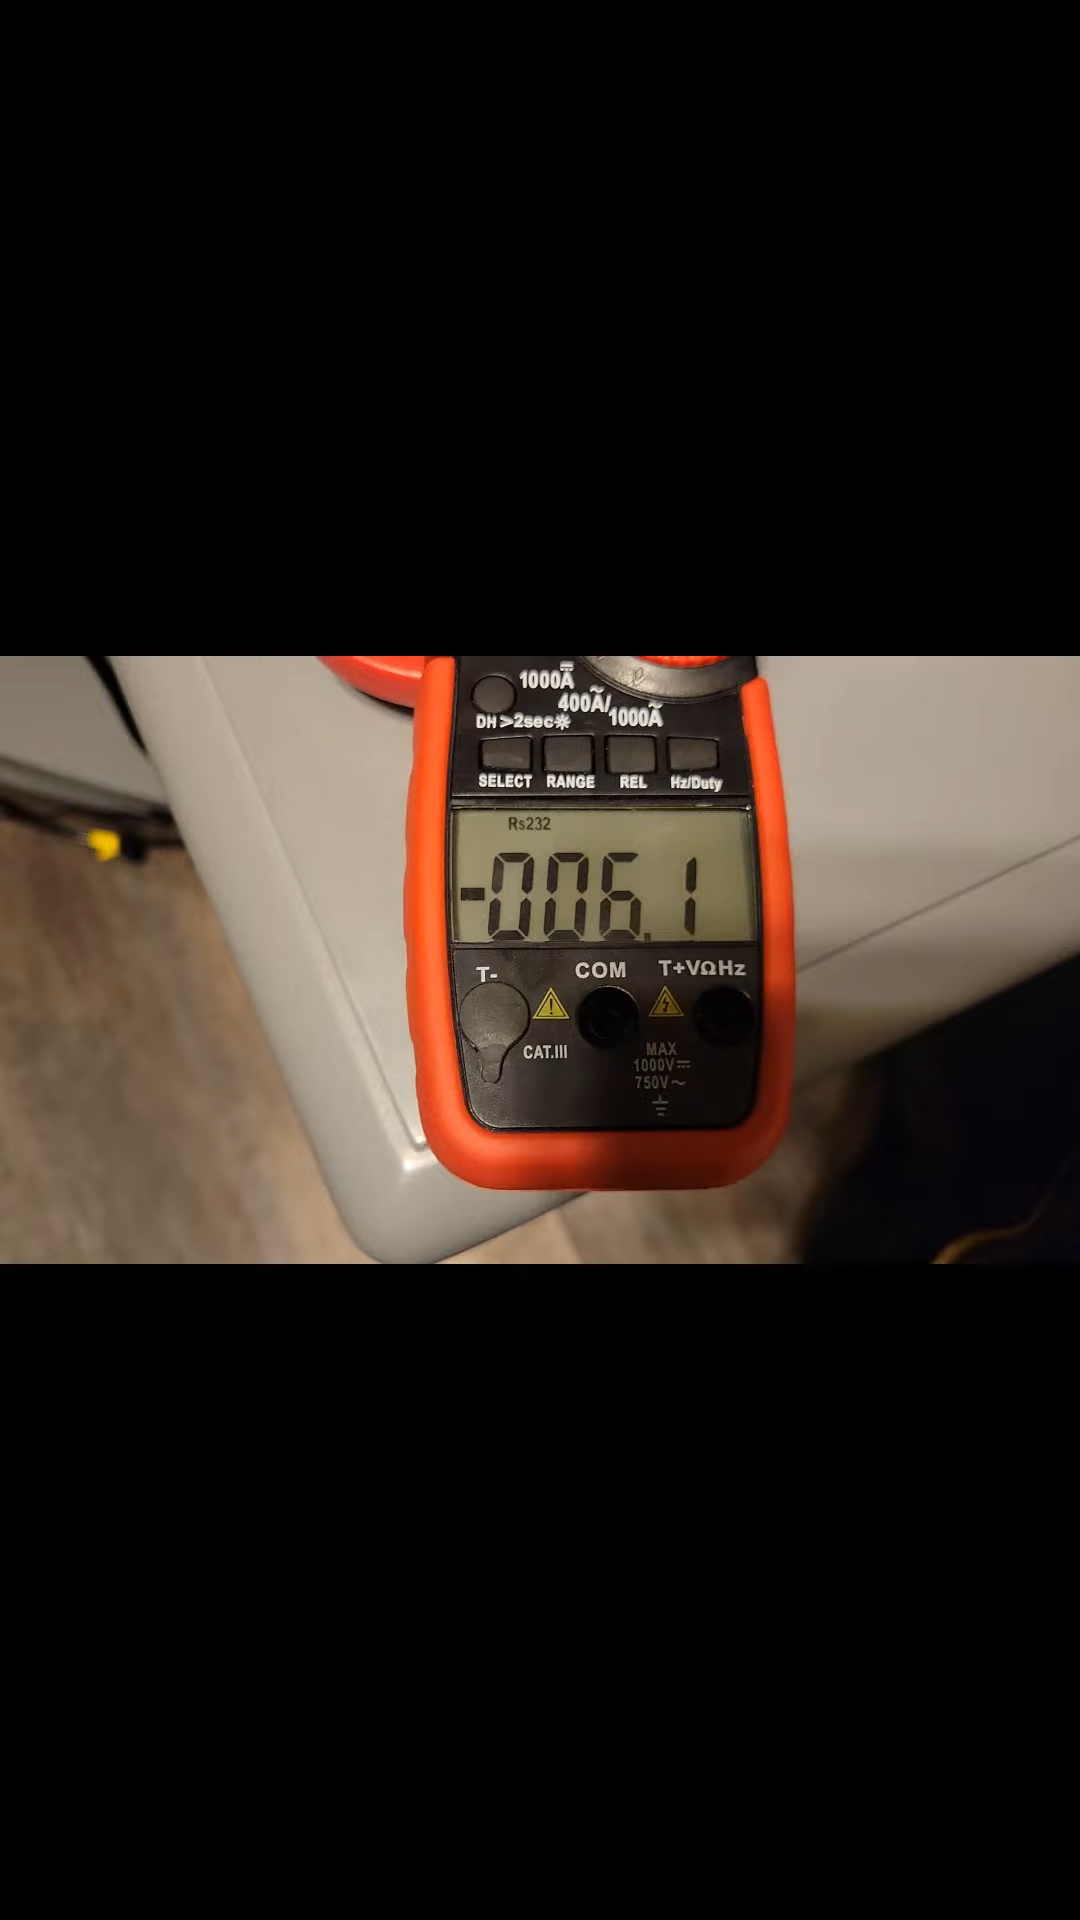 1000A
400A/
1000A
DH >2sec
SELECT RANGE REL Hz/Duty
Rs232
-006.1
T- COM T+VΩHz
CAT.III
MAX
1000V⎓
750V~